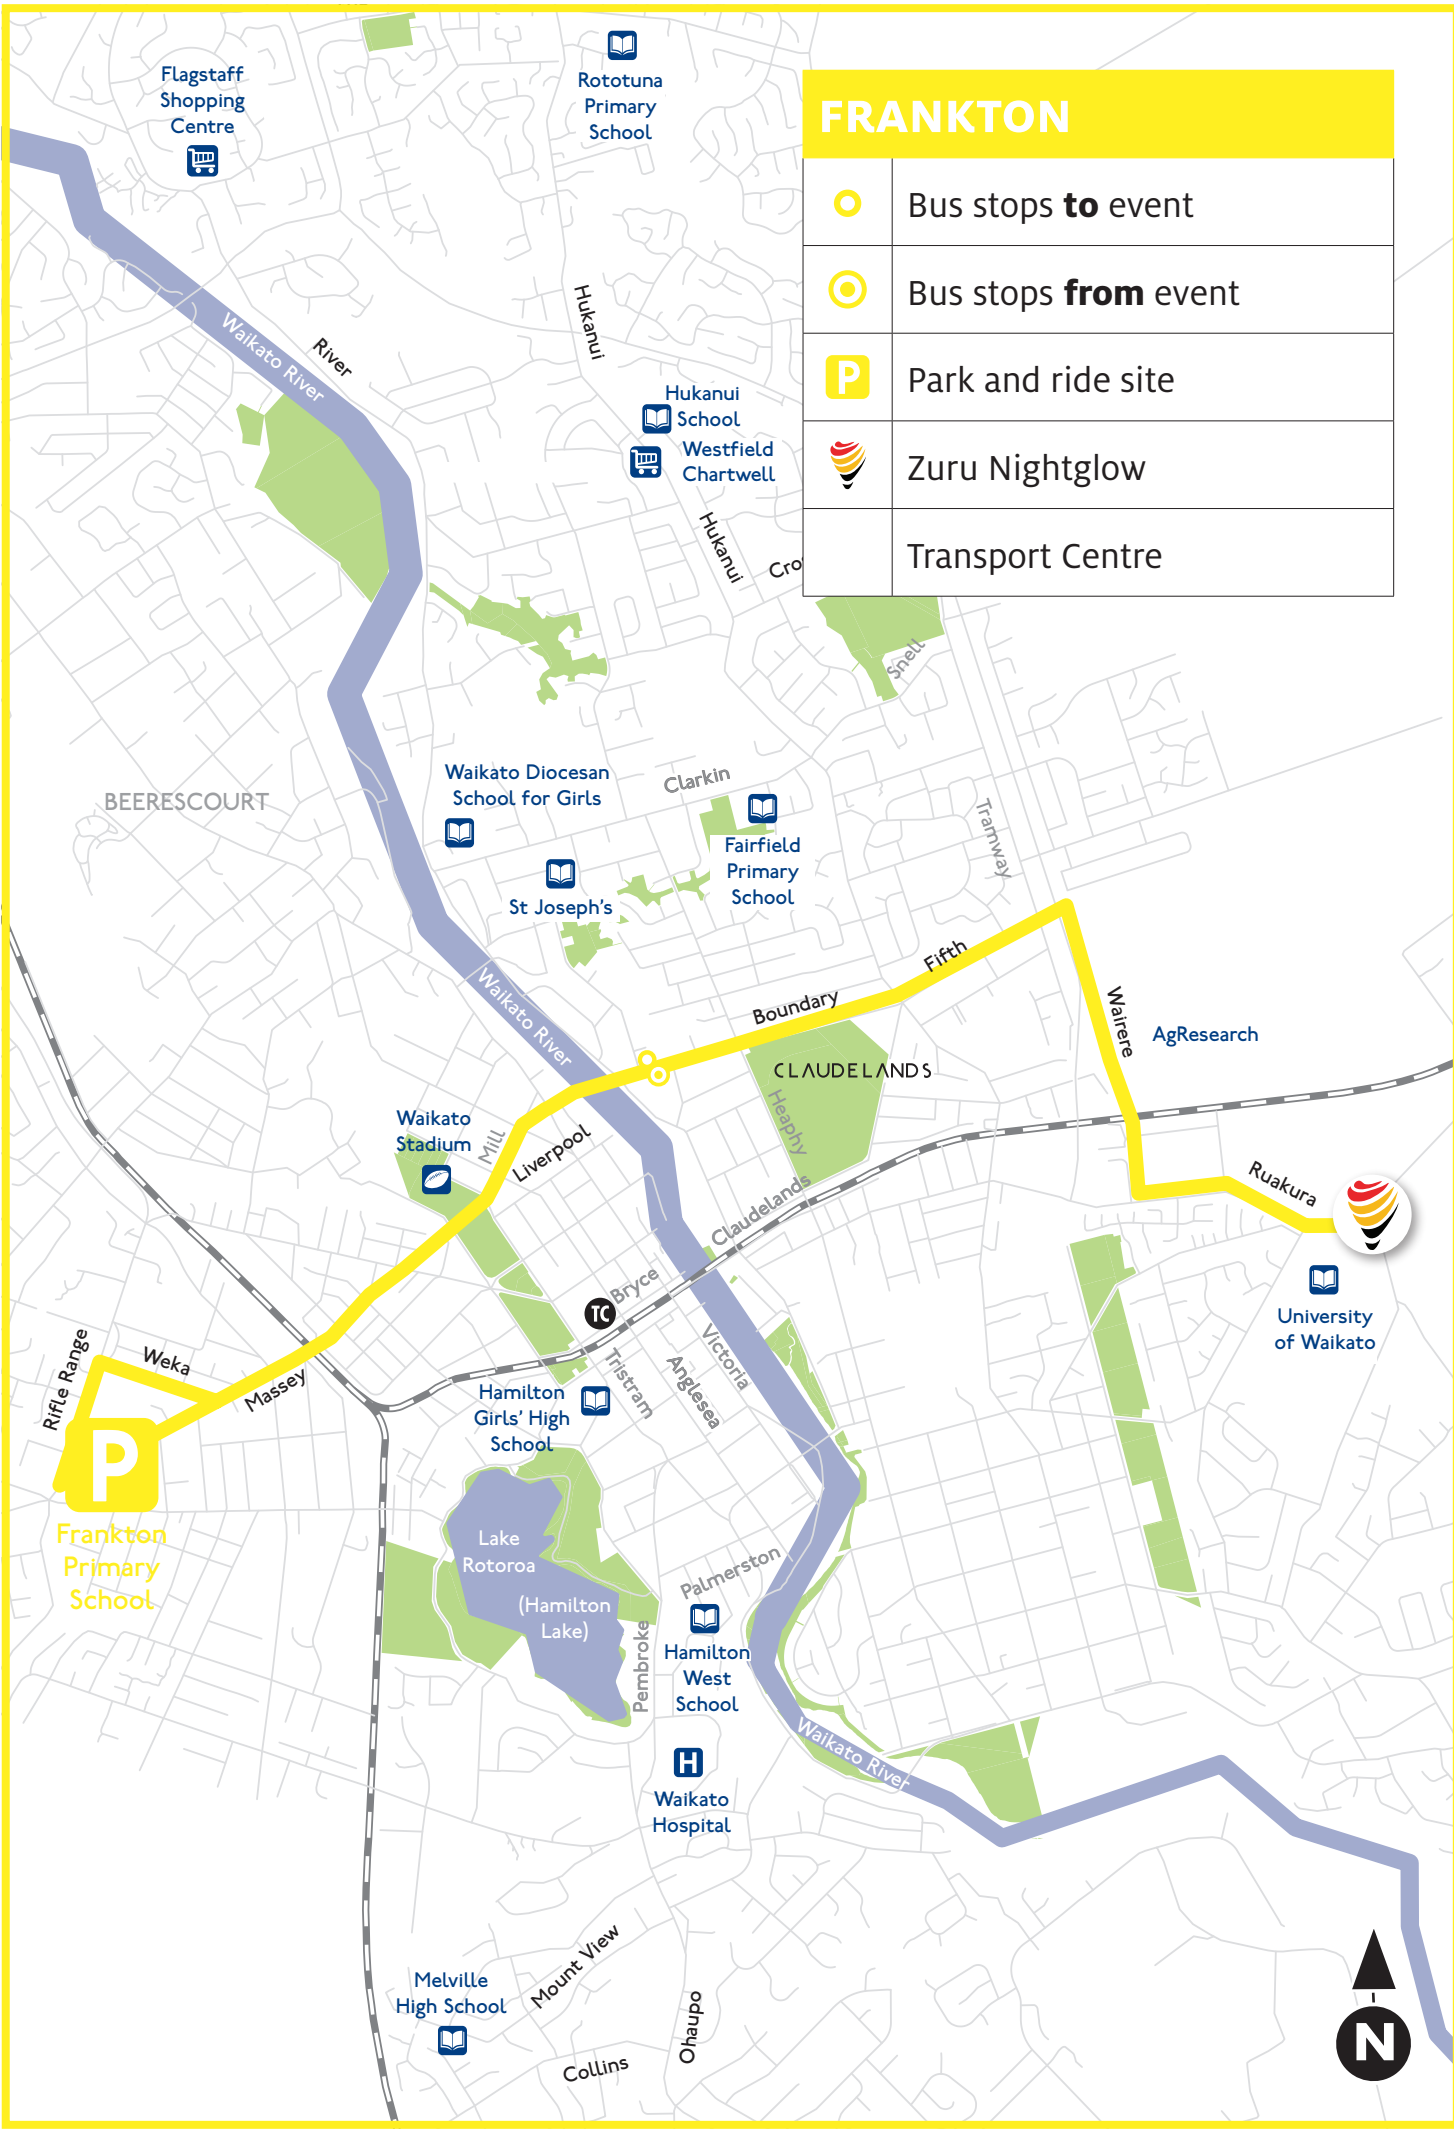 Flagstaff
Shopping
Centre
Rototuna
Primary
School
FRANKTON
Bus stops to event
Bus stops from event
P
Park and ride site
Zuru Nightglow
Transport Centre
Hukanui
River
Waikato River
Hukanui
School
Westfield
Chartwell
Hukanui
Cro
Snell
Waikato Diocesan
School for Girls
Clarkin
BEERESCOURT
Tramway
Fairfield
Primary
School
St Joseph's
Fifth
Boundary
Waikato River
Wairere
AgResearch
CLAUDELANDS
Heaphy
Waikato
Stadium
Mill
Liverpool
Claudelands
Ruakura
Bryce
TC
University
of Waikato
Victoria
Rifle Range
Weka
Massey
Tristram
Anglesea
Hamilton
Girls' High
School
P
Frankton
Primary
School
Lake
Rotoroa
(Hamilton
Lake)
Palmerston
Pembroke
Hamilton
West
School
Waikato River
H
Waikato
Hospital
Mount View
Melville
High School
Ohaupo
Collins
N